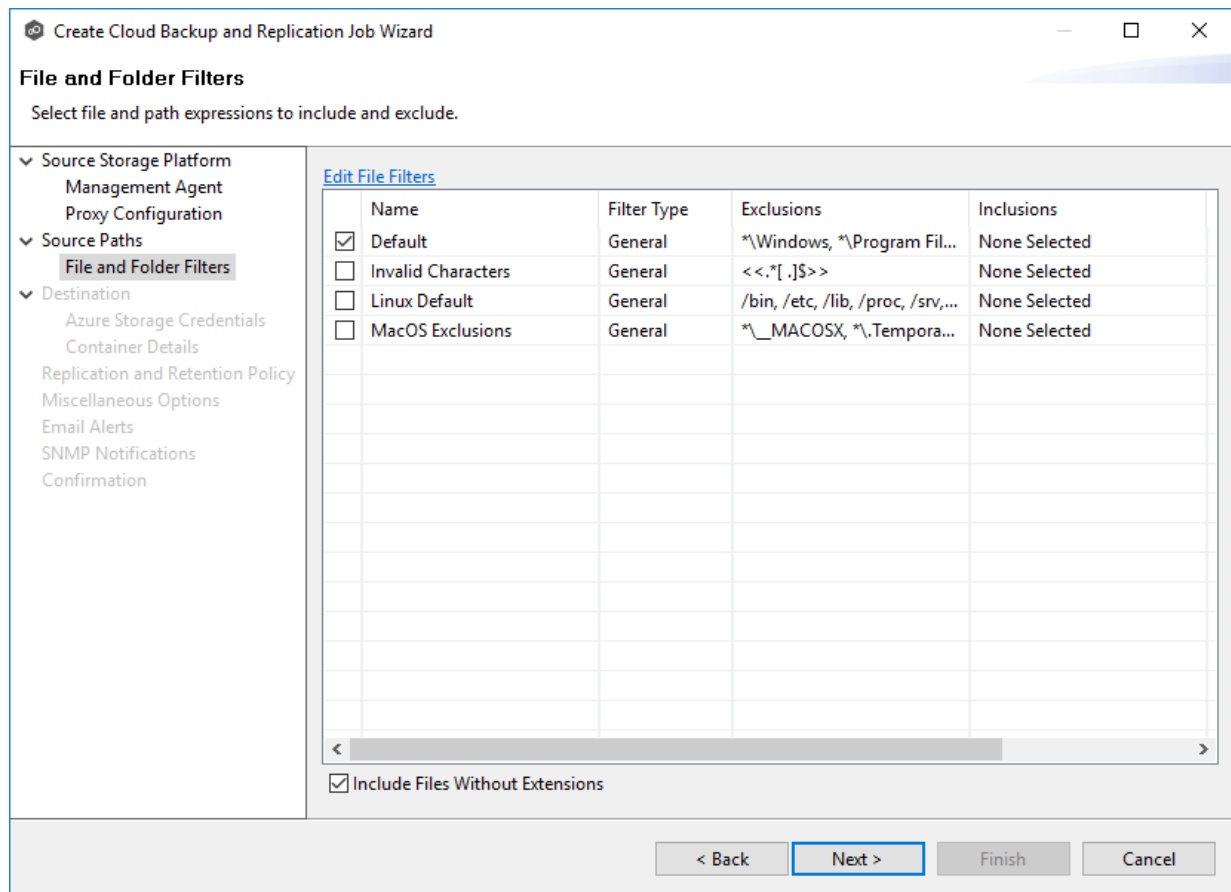 Create Cloud Backup and Replication Job Wizard
File and Folder Filters
Select file and path expressions to include and exclude.
Source Storage Platform
Management Agent
Proxy Configuration
Source Paths
File and Folder Filters
Destination
Azure Storage Credentials
Container Details
Replication and Retention Policy
Miscellaneous Options
Email Alerts
SNMP Notifications
Confirmation
Edit File Filters
Name Filter Type Exclusions Inclusions
Default General *\Windows, *\Program Fil... None Selected
Invalid Characters General <<.*[ .]$>> None Selected
Linux Default General /bin, /etc, /lib, /proc, /srv,... None Selected
MacOS Exclusions General *\__MACOSX, *\.Tempora... None Selected
Include Files Without Extensions
< Back Next > Finish Cancel